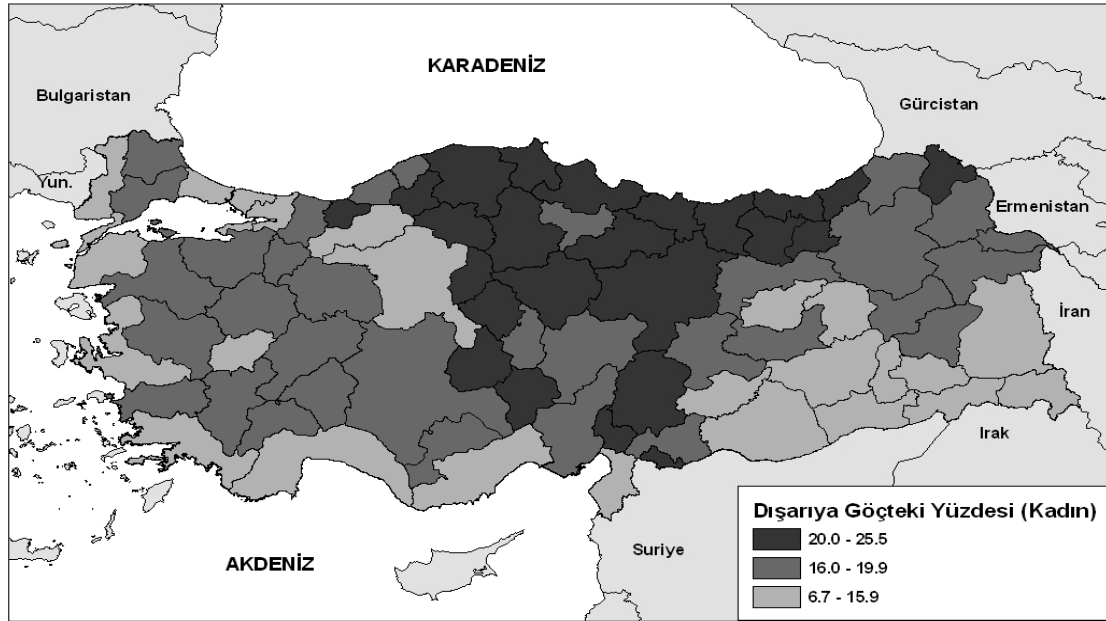 KARADENİZ
Bulgaristan
Gürcistan
Yun.
Ermenistan
İran
Irak
Suriye
AKDENİZ
Dışarıya Göçteki Yüzdesi (Kadın)
20.0 - 25.5
16.0 - 19.9
6.7 - 15.9